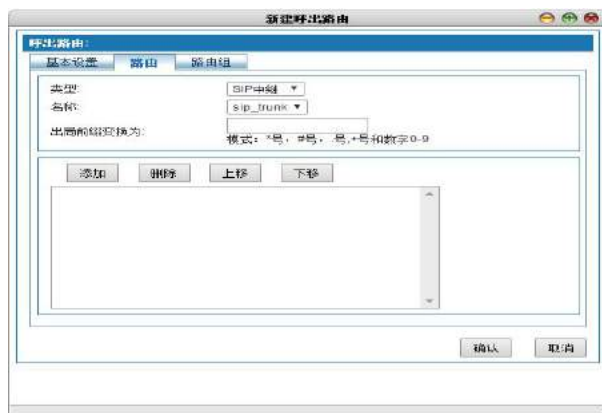 新建呼出路由
呼出路由:
基本设置 路由 路由组
类型: SIP中继
名称: sip_trunk
出局前缀变换为:
模式: *号, #号, .号,+号和数字0-9
添加 删除 上移 下移
确认 取消